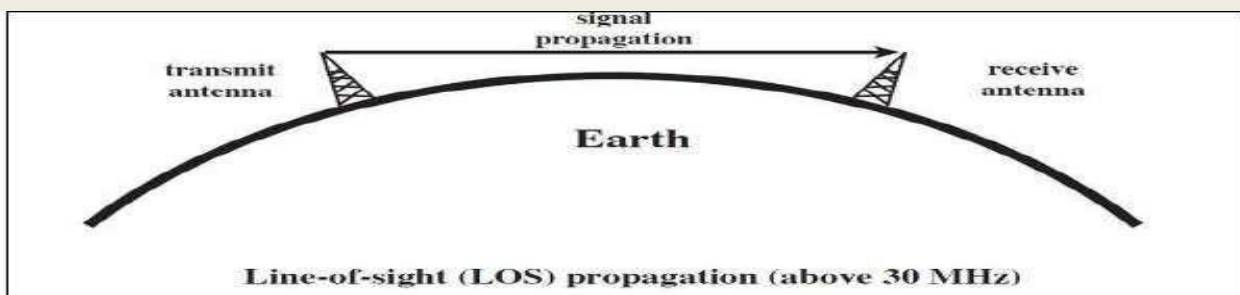 signal
propagation
transmit
antenna
receive
antenna
Earth
Line-of-sight (LOS) propagation (above 30 MHz)